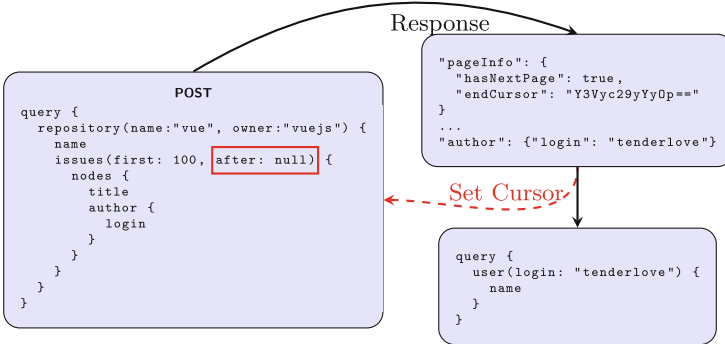 Response
POST
query {
  repository(name:"vue", owner:"vuejs") {
    name
    issues(first: 100, after: null) {
      nodes {
        title
        author {
          login
        }
      }
    }
  }
}
"pageInfo": {
  "hasNextPage": true,
  "endCursor": "Y3Vyc29yYyOp=="
}
...
"author": {"login": "tenderlove"}
Set Cursor
query {
  user(login: "tenderlove") {
    name
  }
}